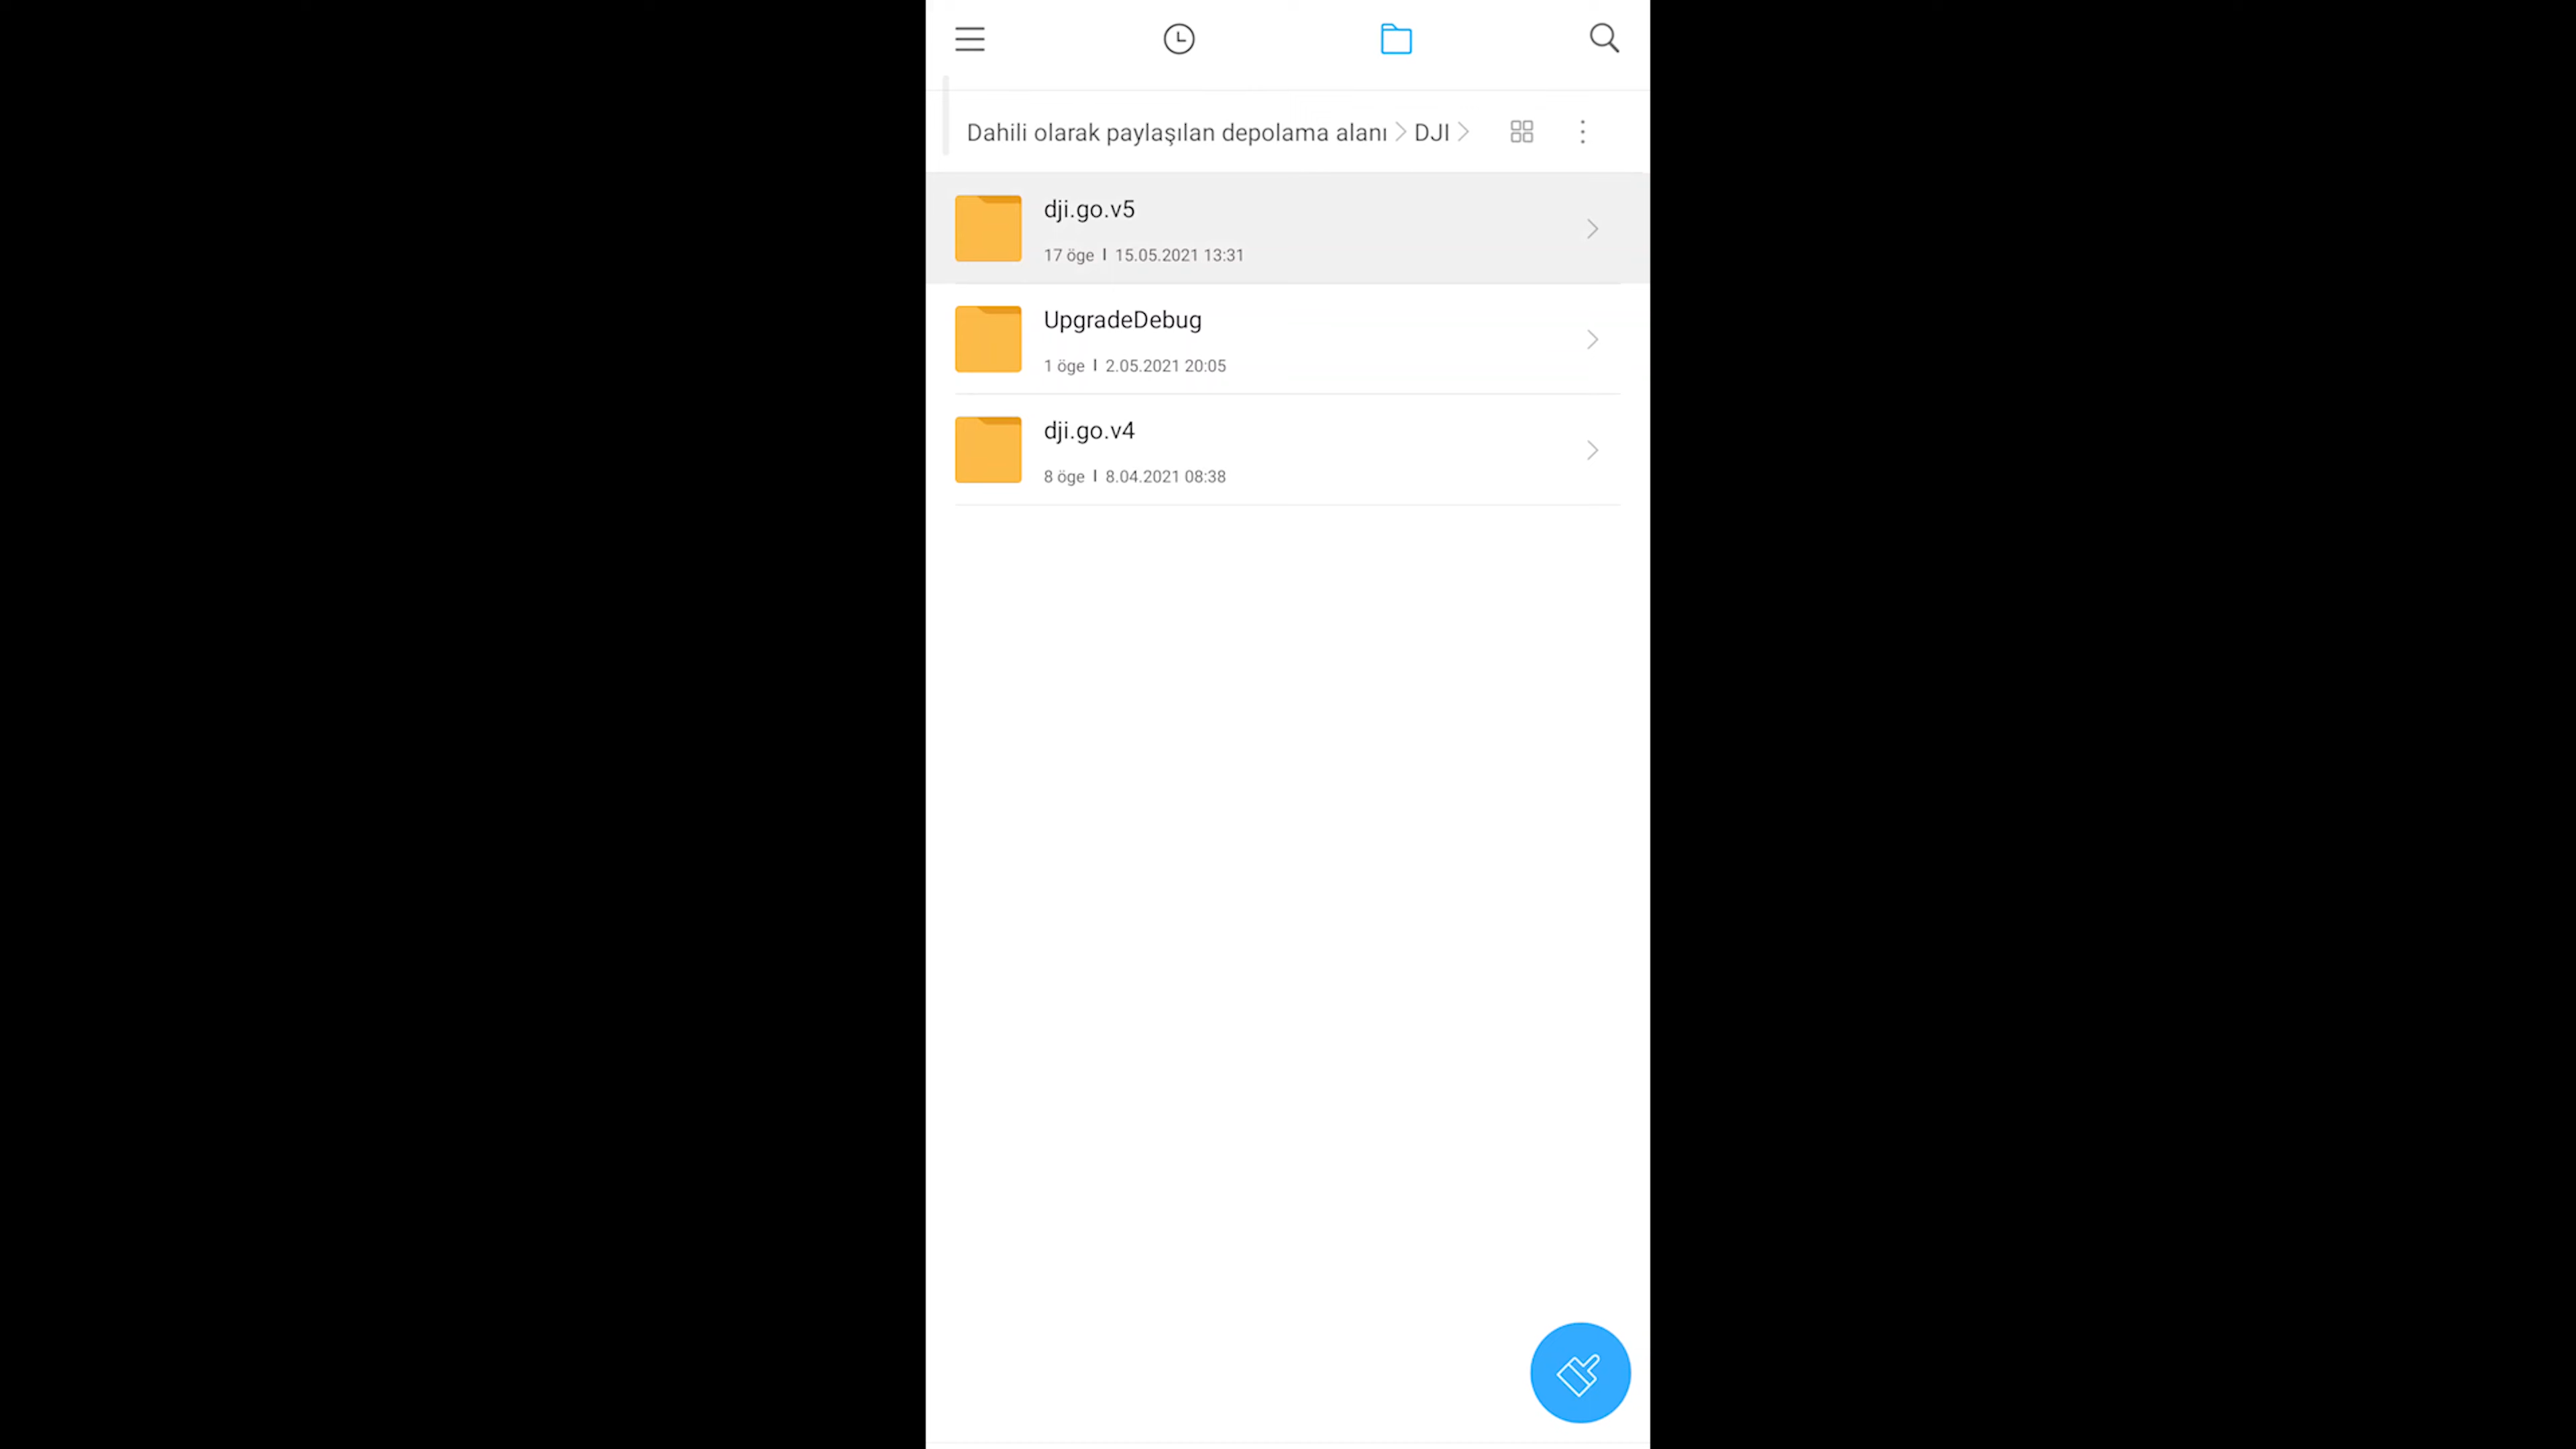 Dahili olarak paylaşılan depolama alanı > DJI >
dji.go.v5
17 öge | 15.05.2021 13:31
UpgradeDebug
1 öge | 2.05.2021 20:05
dji.go.v4
8 öge | 8.04.2021 08:38